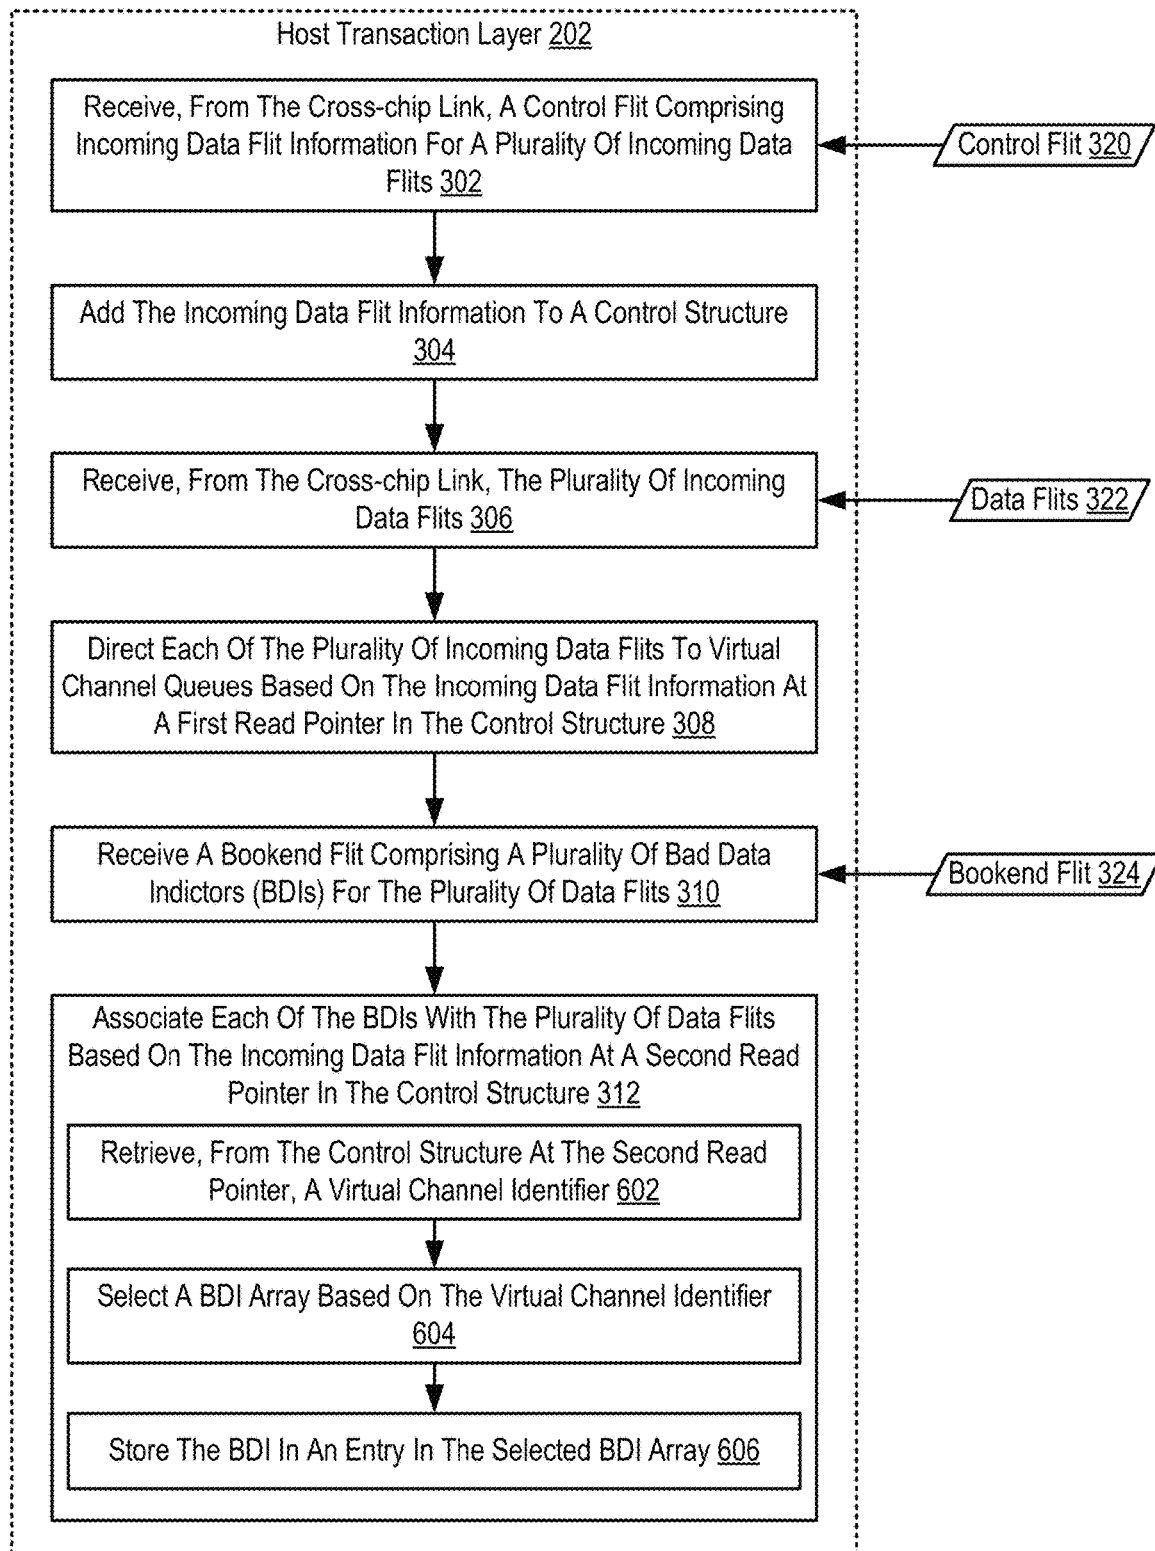 Host Transaction Layer 202
Receive, From The Cross-chip Link, A Control Flit Comprising
Incoming Data Flit Information For A Plurality Of Incoming Data
Flits 302
Control Flit 320
Add The Incoming Data Flit Information To A Control Structure
304
Receive, From The Cross-chip Link, The Plurality Of Incoming
Data Flits 306
Data Flits 322
Direct Each Of The Plurality Of Incoming Data Flits To Virtual
Channel Queues Based On The Incoming Data Flit Information At
A First Read Pointer In The Control Structure 308
Receive A Bookend Flit Comprising A Plurality Of Bad Data
Indictors (BDIs) For The Plurality Of Data Flits 310
Bookend Flit 324
Associate Each Of The BDIs With The Plurality Of Data Flits
Based On The Incoming Data Flit Information At A Second Read
Pointer In The Control Structure 312
Retrieve, From The Control Structure At The Second Read
Pointer, A Virtual Channel Identifier 602
Select A BDI Array Based On The Virtual Channel Identifier
604
Store The BDI In An Entry In The Selected BDI Array 606